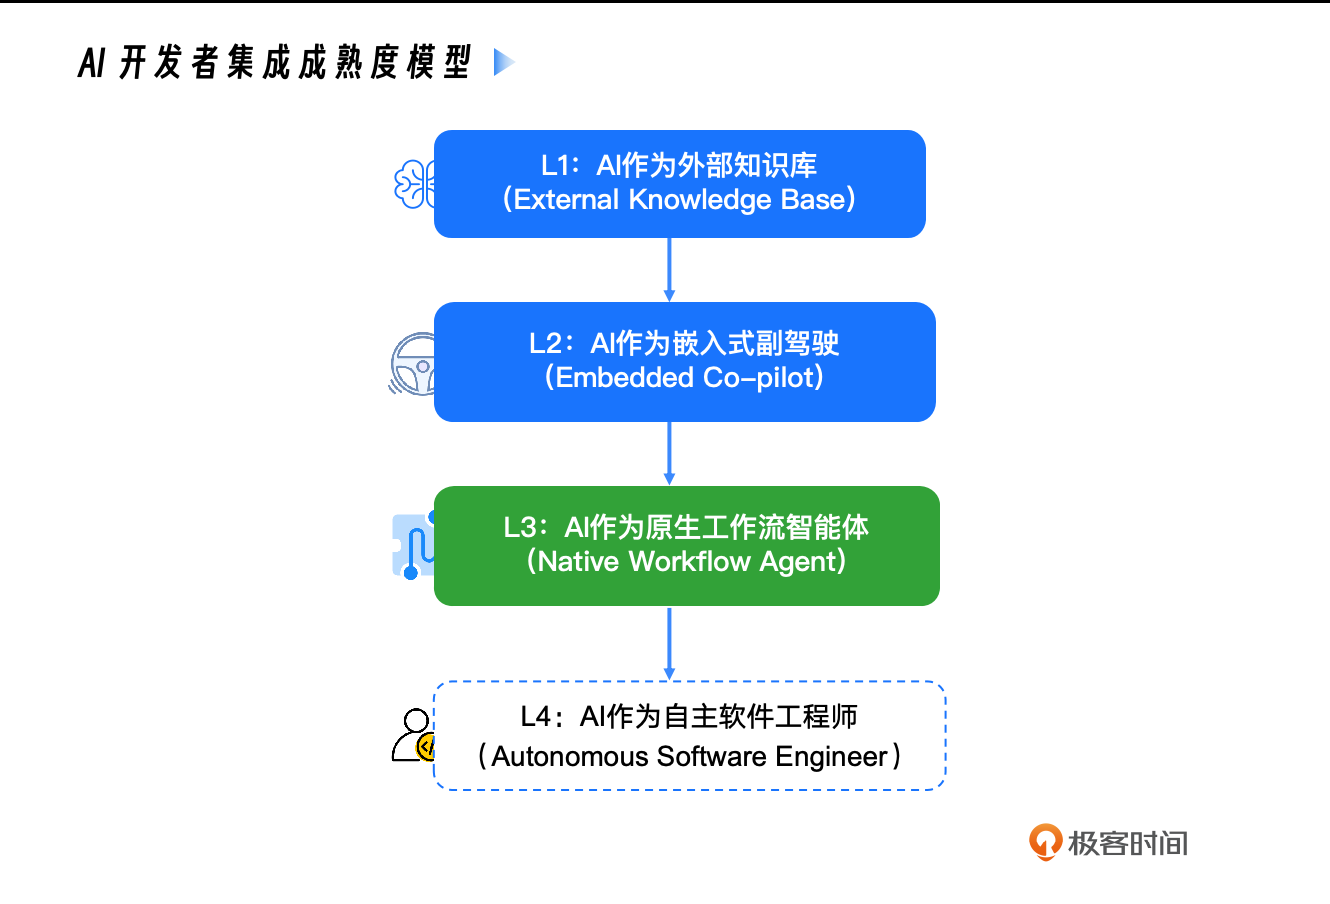 AI 开发者集成成熟度模型
L1：AI作为外部知识库
（External Knowledge Base）
L2：AI作为嵌入式副驾驶
（Embedded Co-pilot）
L3：AI作为原生工作流智能体
（Native Workflow Agent）
L4：AI作为自主软件工程师
（Autonomous Software Engineer）
极客时间